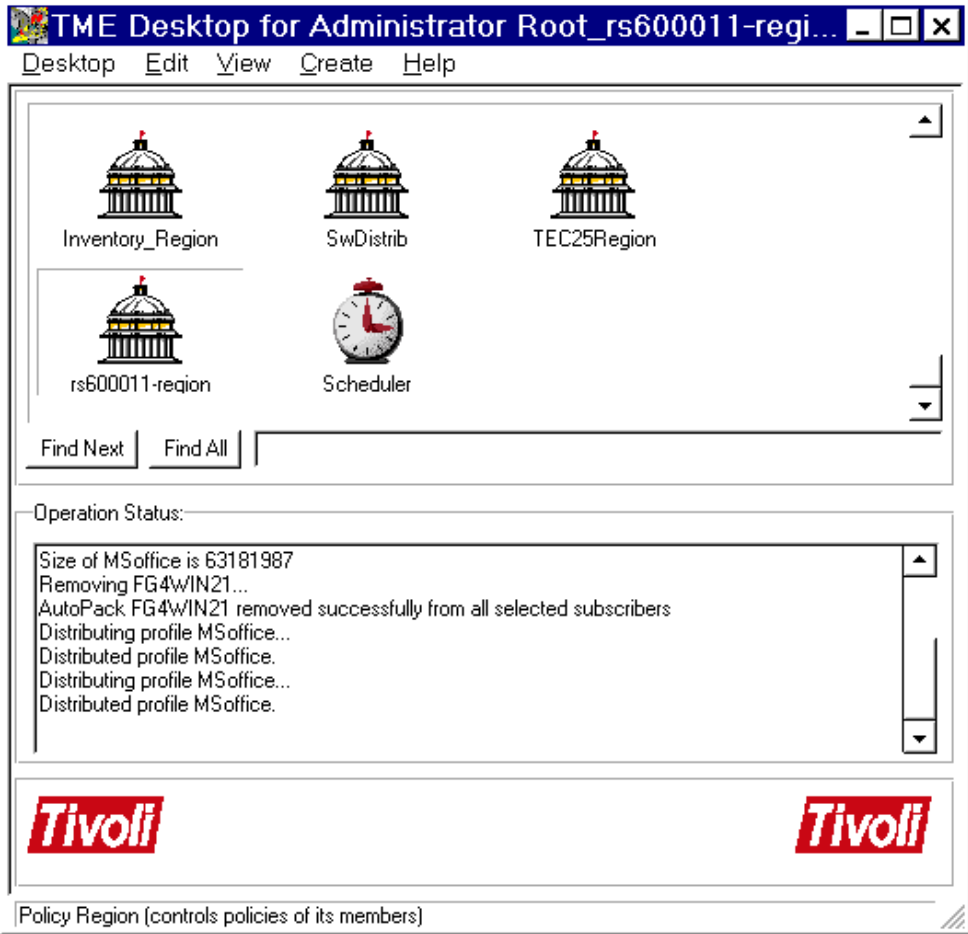 TME Desktop for Administrator Root_rs600011-regi...
Desktop Edit View Create Help
Inventory_Region SwDistrib TEC25Region
rs600011-region Scheduler
Find Next Find All
Operation Status:
Size of MSoffice is 63181987
Removing FG4WIN21...
AutoPack FG4WIN21 removed successfully from all selected subscribers
Distributing profile MSoffice...
Distributed profile MSoffice.
Distributing profile MSoffice...
Distributed profile MSoffice.
Tivoli Tivoli
Policy Region (controls policies of its members)